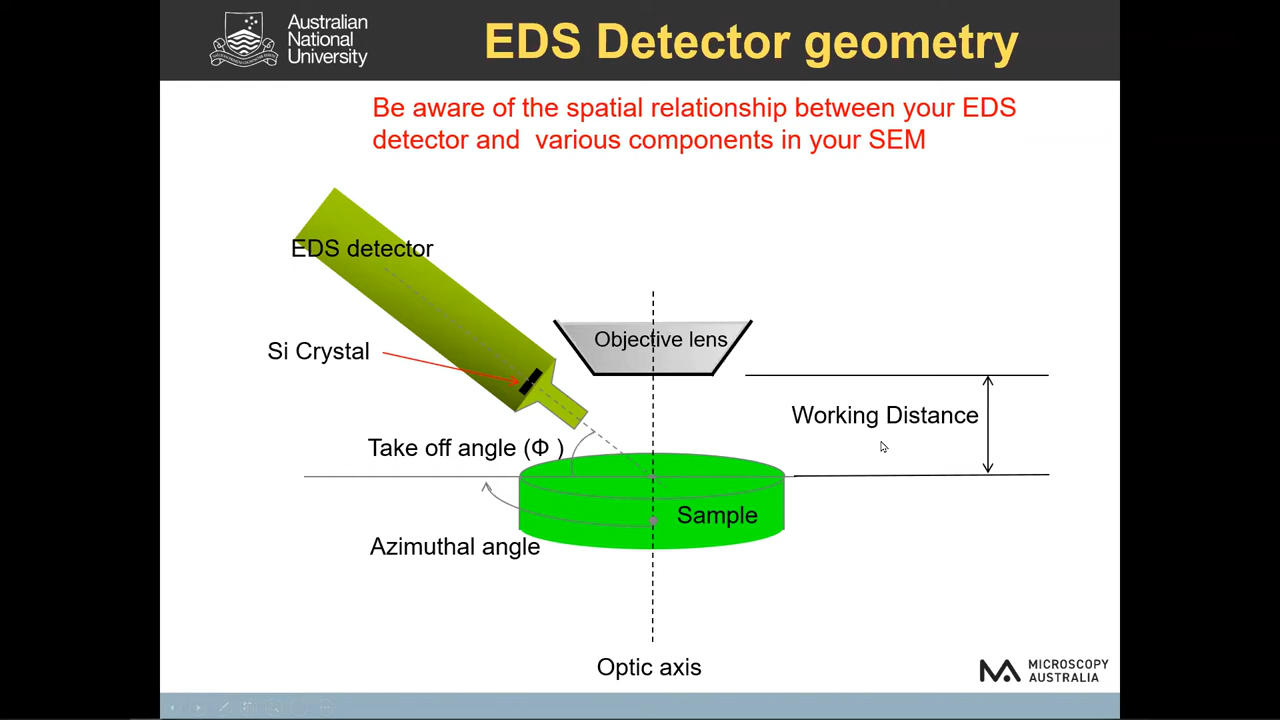 Australian
National
University
EDS Detector geometry
Be aware of the spatial relationship between your EDS
detector and various components in your SEM
EDS detector
Objective lens
Si Crystal
Working Distance
Take off angle (Φ )
Sample
Azimuthal angle
Optic axis
MICROSCOPY
AUSTRALIA